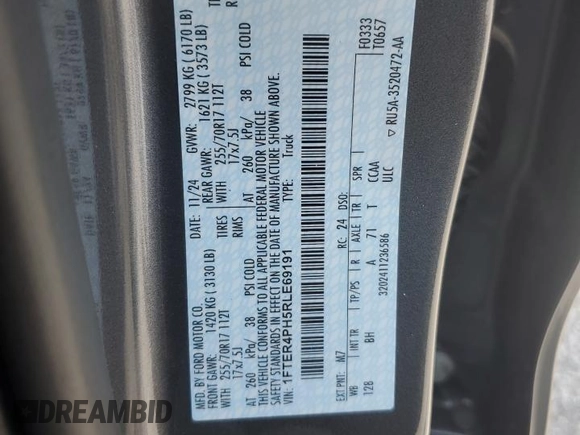 MFD. BY FORD MOTOR CO.
DATE: 11/24
GVWR: 2799 KG ( 6170 LB)
FRONT GAWR: 1420 KG ( 3130 LB)
REAR GAWR: 1621 KG ( 3573 LB)
WITH 255/70R17 112T
TIRES WITH 255/70R17 112T
17x7.5J
RIMS 17x7.5J
AT 260 kPa/ 38 PSI COLD
AT 260 kPa/ 38 PSI COLD
THIS VEHICLE CONFORMS TO ALL APPLICABLE FEDERAL MOTOR VEHICLE
SAFETY STANDARDS IN EFFECT ON THE DATE OF MANUFACTURE SHOWN ABOVE.
VIN: 1FTER4PH5RLE69191
TYPE: Truck
F0333
T0657
EXT PNT: M7 RC: 24 DSO:
WB INT TR TP/PS R AXLE TR SPR
128 BH A 71 T CCAA
3202411236586 ULC
▽ RU5A-3520472-AA
DREAMBID